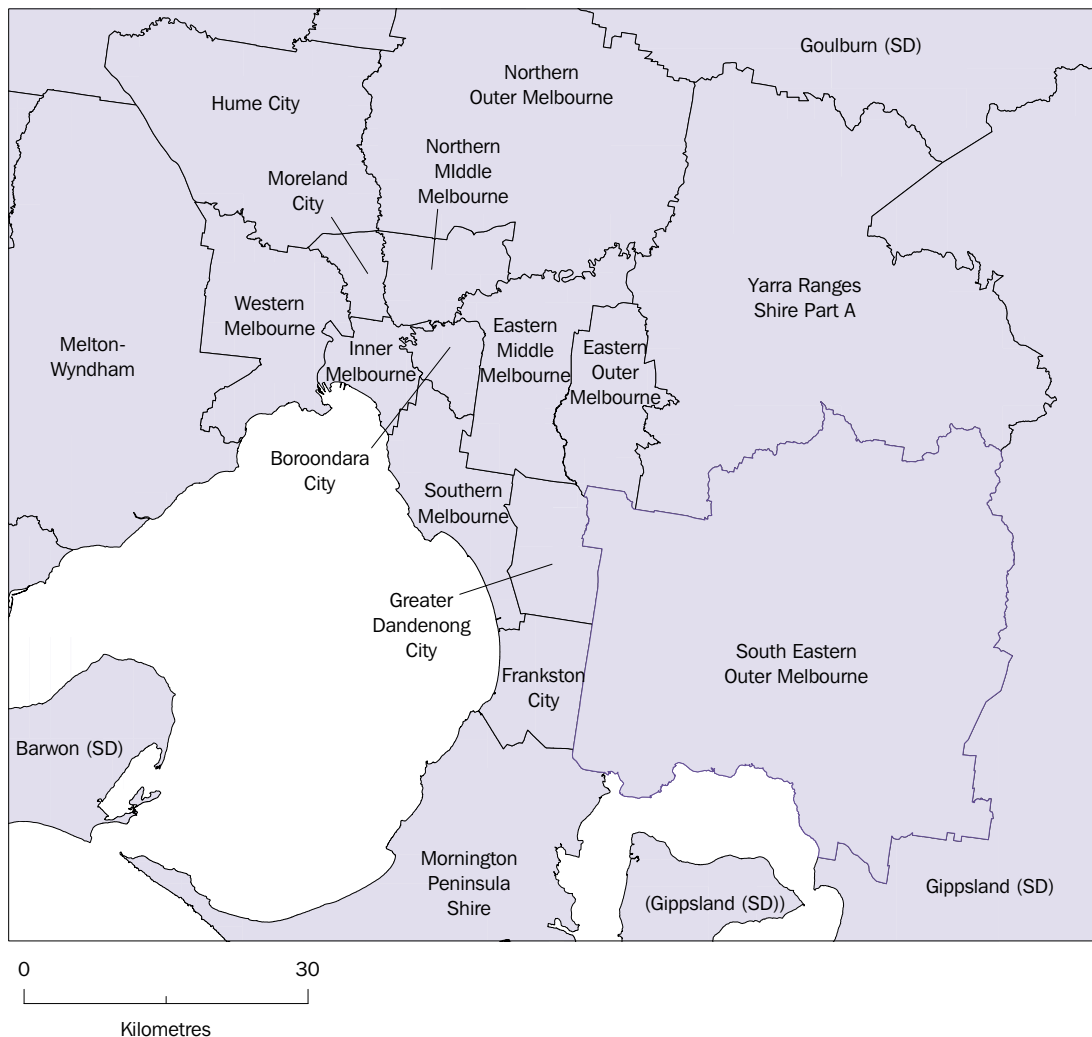 Goulburn (SD)
Northern
Outer Melbourne
Hume City
Northern
MIddle
Melbourne
Moreland
City
Yarra Ranges
Shire Part A
Western
Melbourne
Eastern
Middle
Melbourne
Inner
Melbourne
Eastern
Outer
Melbourne
Melton-
Wyndham
Boroondara
City
Southern
Melbourne
Greater
Dandenong
City
South Eastern
Outer Melbourne
Frankston
City
Barwon (SD)
Mornington
Peninsula
Shire
(Gippsland (SD))
Gippsland (SD)
0
30
Kilometres